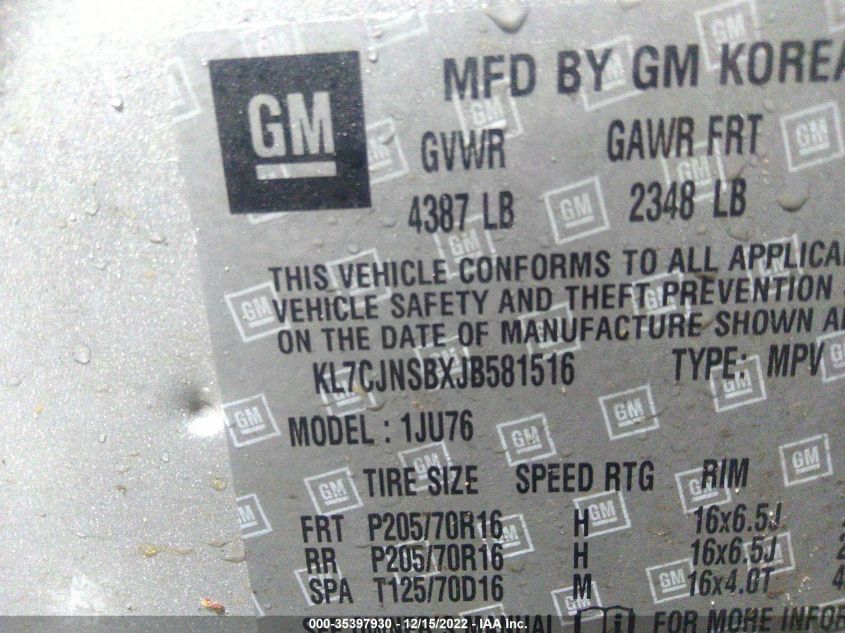 GM
MFD BY GM KOREA
GVWR GAWR FRT
4387 LB 2348 LB
THIS VEHICLE CONFORMS TO ALL
VEHICLE SAFETY AND THEFT PREVENTION
ON THE DATE OF MANUFACTURE SHOWN
KL7CJNSBXJB581516 TYPE: MPV
MODEL : 1JU76
TIRE SIZE SPEED RTG RIM
FRT P205/70R16 H 16x6.5J
RR P205/70R16 H 16x6.5J
SPA T125/70D16 M 16x4.0T
SEE OWNER'S MANUAL FOR MORE
000-35397930 - 12/15/2022 - IAA Inc.